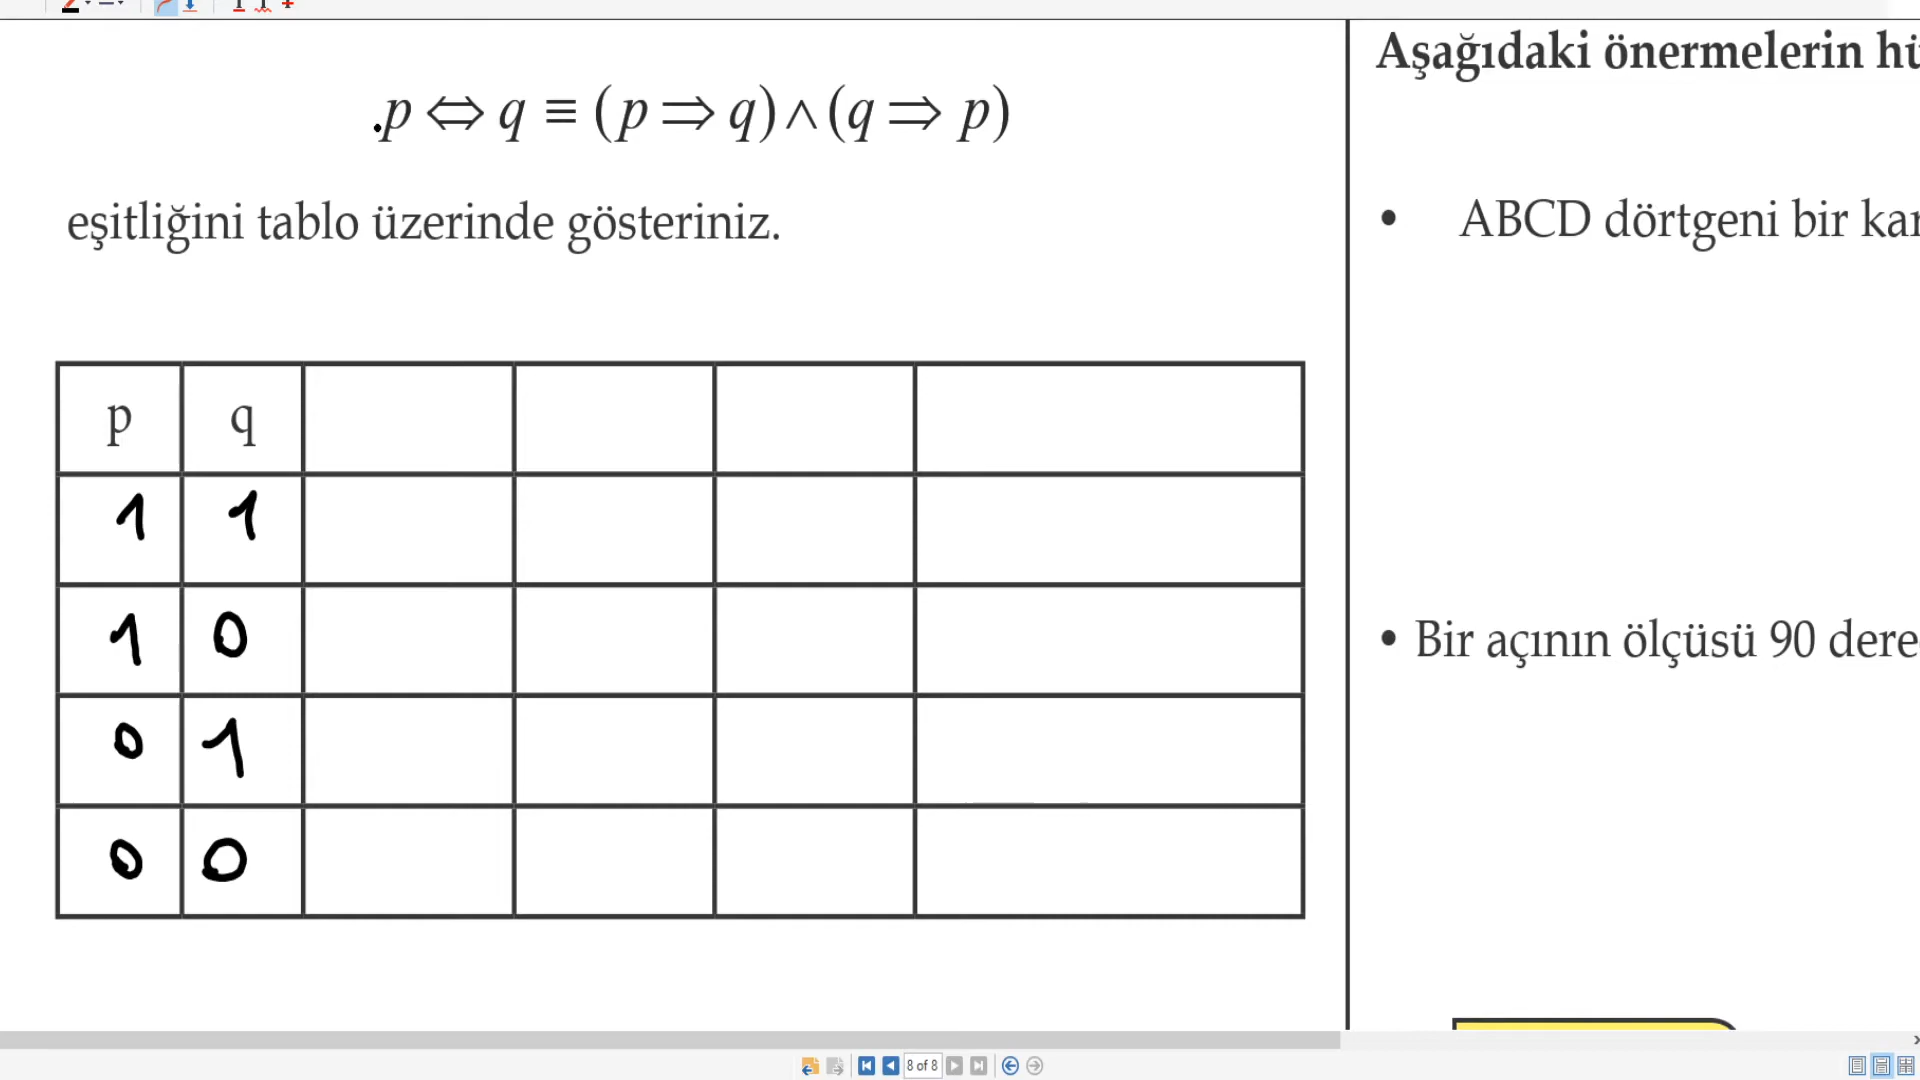 .p ⇔ q ≡ (p ⇒ q) ∧ (q ⇒ p)
eşitliğini tablo üzerinde gösteriniz.
p q
1 1
1 0
0 1
0 0
Aşağıdaki önermelerin
• ABCD dörtgeni bir
• Bir açının ölçüsü 90
8 of 8